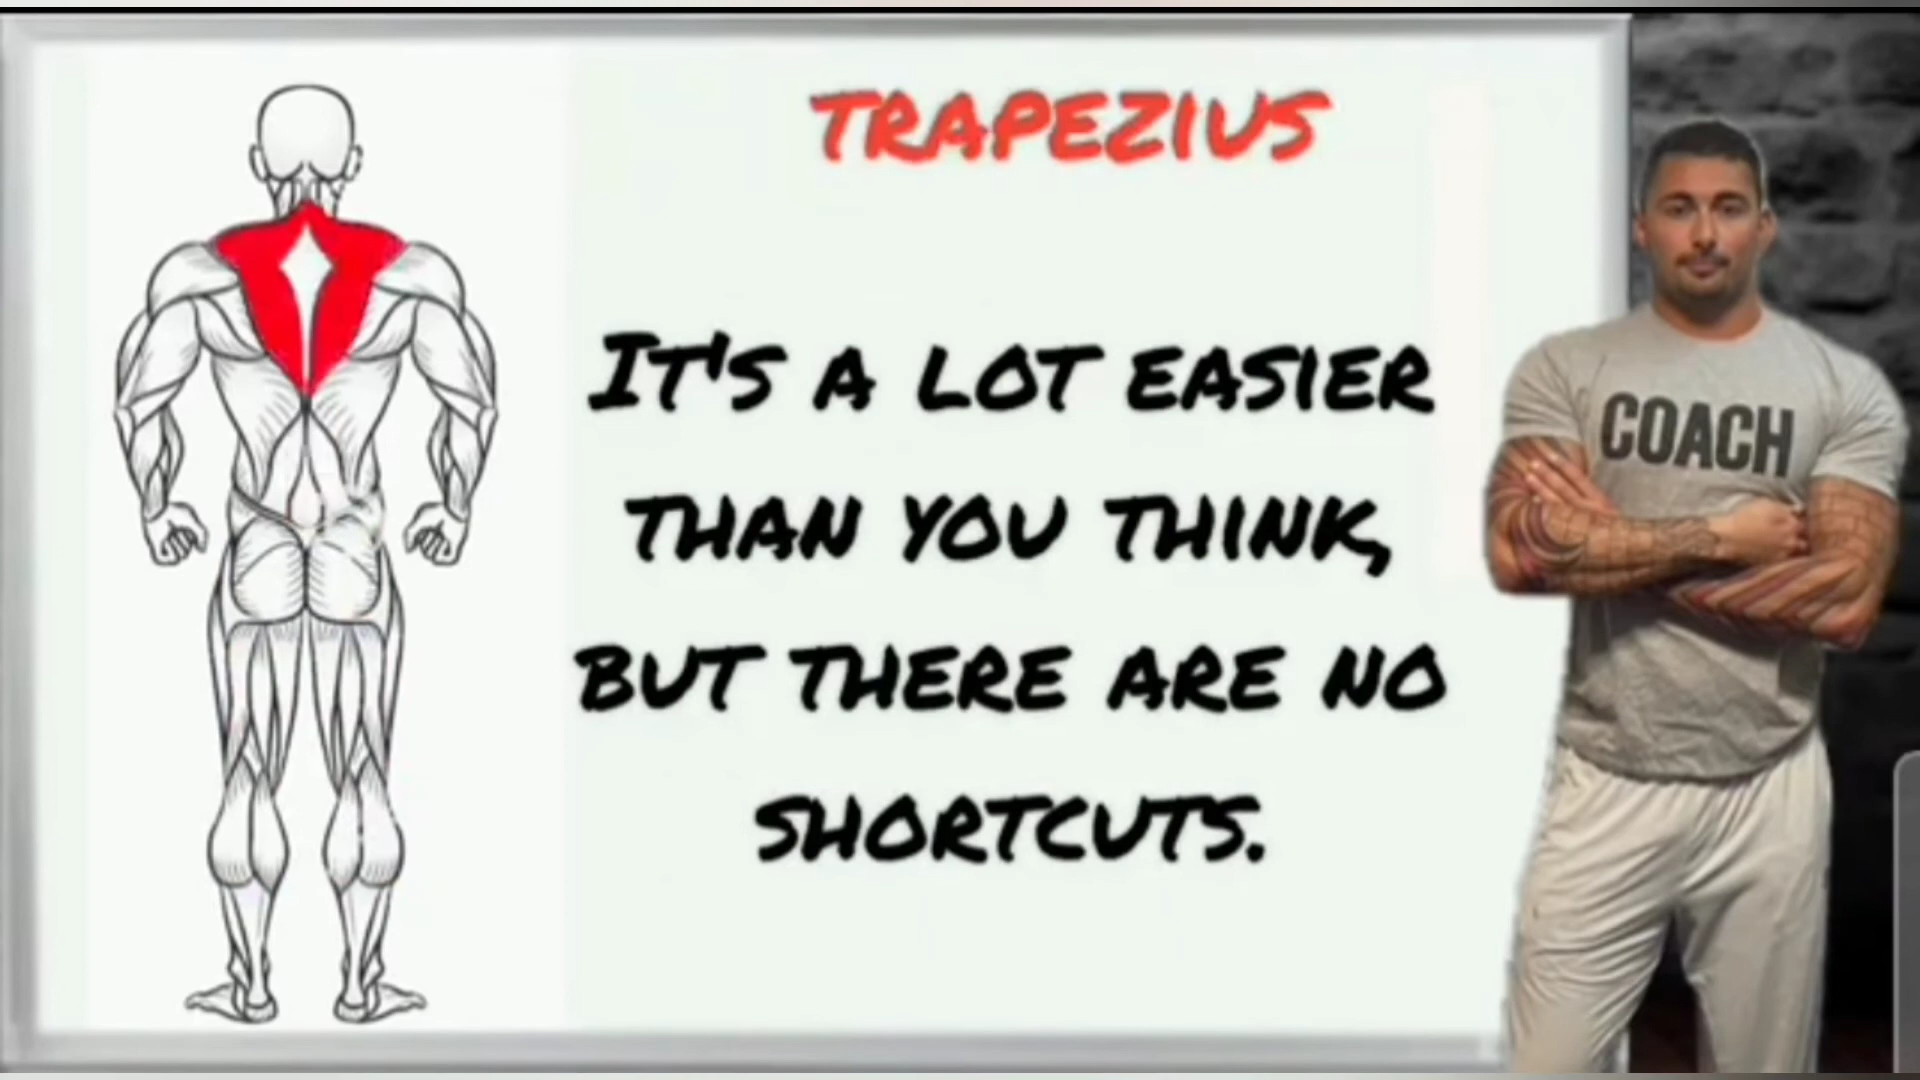 TRAPEZIUS
IT'S A LOT EASIER
THAN YOU THINK,
BUT THERE ARE NO
SHORTCUTS.
COACH